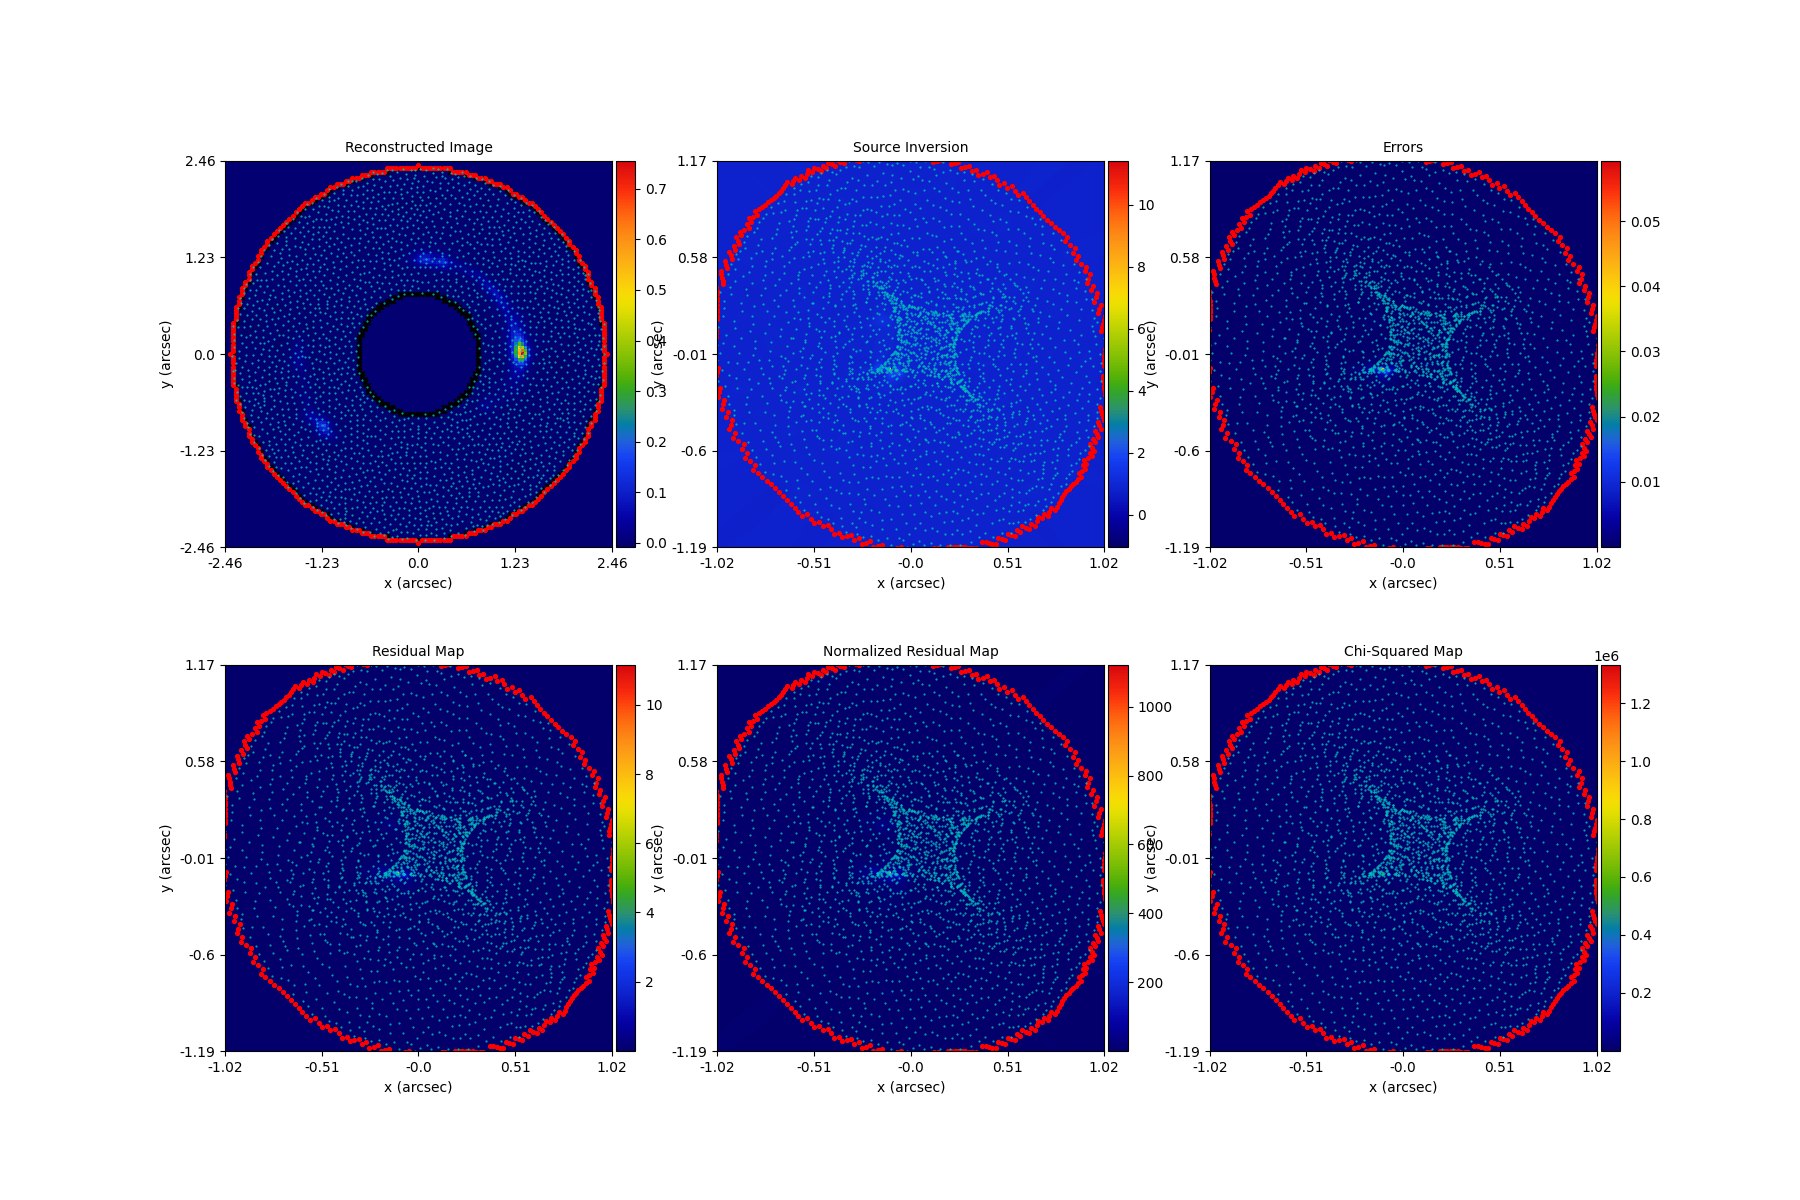 Reconstructed Image
2.46
1.23
0.0
-1.23
-2.46
y (arcsec)
-2.46 -1.23 0.0 1.23 2.46
x (arcsec)
0.7
0.6
0.5
0.4
0.3
0.2
0.1
0.0
Source Inversion
1.17
0.58
-0.01
-0.6
-1.19
y (arcsec)
-1.02 -0.51 -0.0 0.51 1.02
x (arcsec)
10
8
6
4
2
0
Errors
1.17
0.58
-0.01
-0.6
-1.19
y (arcsec)
-1.02 -0.51 -0.0 0.51 1.02
x (arcsec)
0.05
0.04
0.03
0.02
0.01
Residual Map
1.17
0.58
-0.01
-0.6
-1.19
y (arcsec)
-1.02 -0.51 -0.0 0.51 1.02
x (arcsec)
10
8
6
4
2
Normalized Residual Map
1.17
0.58
-0.01
-0.6
-1.19
y (arcsec)
-1.02 -0.51 -0.0 0.51 1.02
x (arcsec)
1000
800
600
400
200
Chi-Squared Map
1.17
0.58
-0.01
-0.6
-1.19
y (arcsec)
-1.02 -0.51 -0.0 0.51 1.02
x (arcsec)
1e6
1.2
1.0
0.8
0.6
0.4
0.2